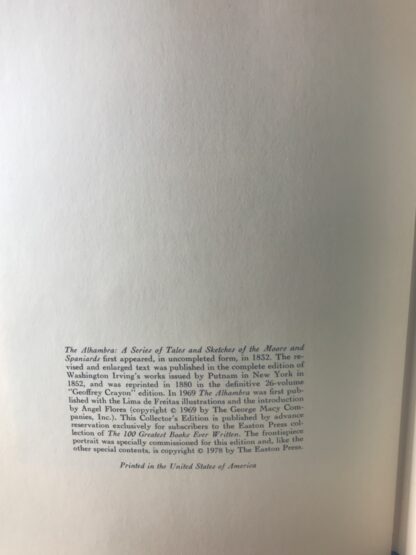 The Alhambra: A Series of Tales and Sketches of the Moors and
Spaniards first appeared, in uncompleted form, in 1832. The re-
vised and enlarged text was published in the complete edition of
Washington Irving's works issued by Putnam in New York in
1852, and was reprinted in 1880 in the definitive 26-volume
"Geoffrey Crayon" edition. In 1969 The Alhambra was first pub-
lished with the Lima de Freitas illustrations and the introduction
by Angel Flores (copyright © 1969 by The George Macy Com-
panies, Inc.). This Collector's Edition is published by advance
reservation exclusively for subscribers to the Easton Press col-
lection of The 100 Greatest Books Ever Written. The frontispiece
portrait was specially commissioned for this edition and, like the
other special contents, is copyright © 1978 by The Easton Press.
Printed in the United States of America